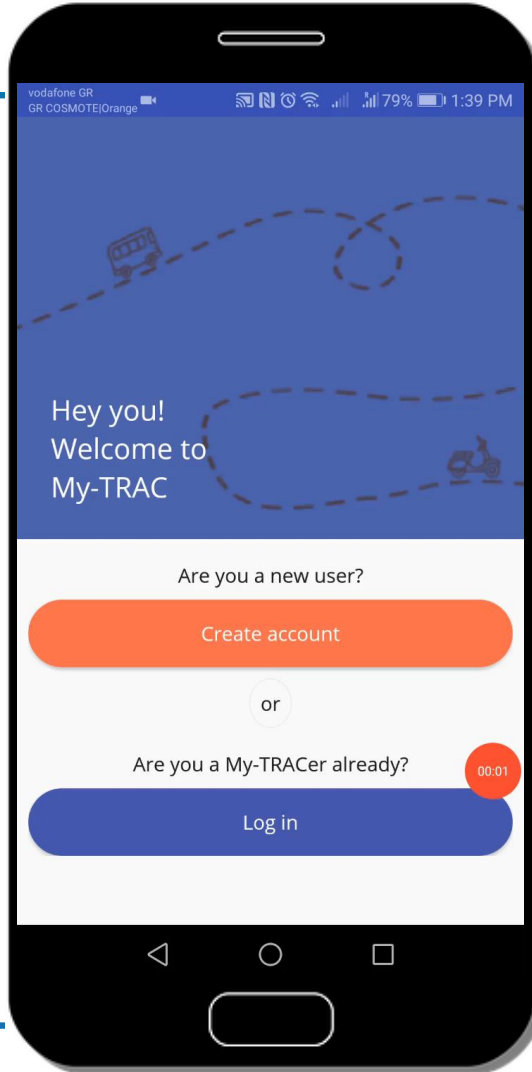 vodafone GR
GR COSMOTE|Orange
79% 1:39 PM
Hey you!
Welcome to
My-TRAC
Are you a new user?
Create account
or
Are you a My-TRACer already?
00:01
Log in